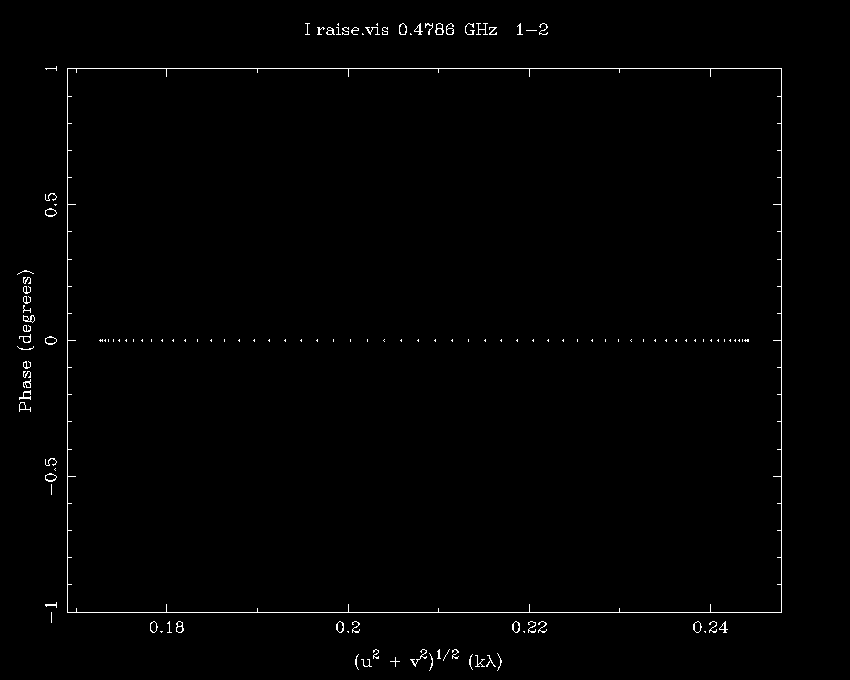 I raise.vis 0.4786 GHz 1−2
1
0.5
0
−0.5
−1
Phase (degrees)
0.18 0.2 0.22 0.24
(u² + v²)^1/2 (kλ)